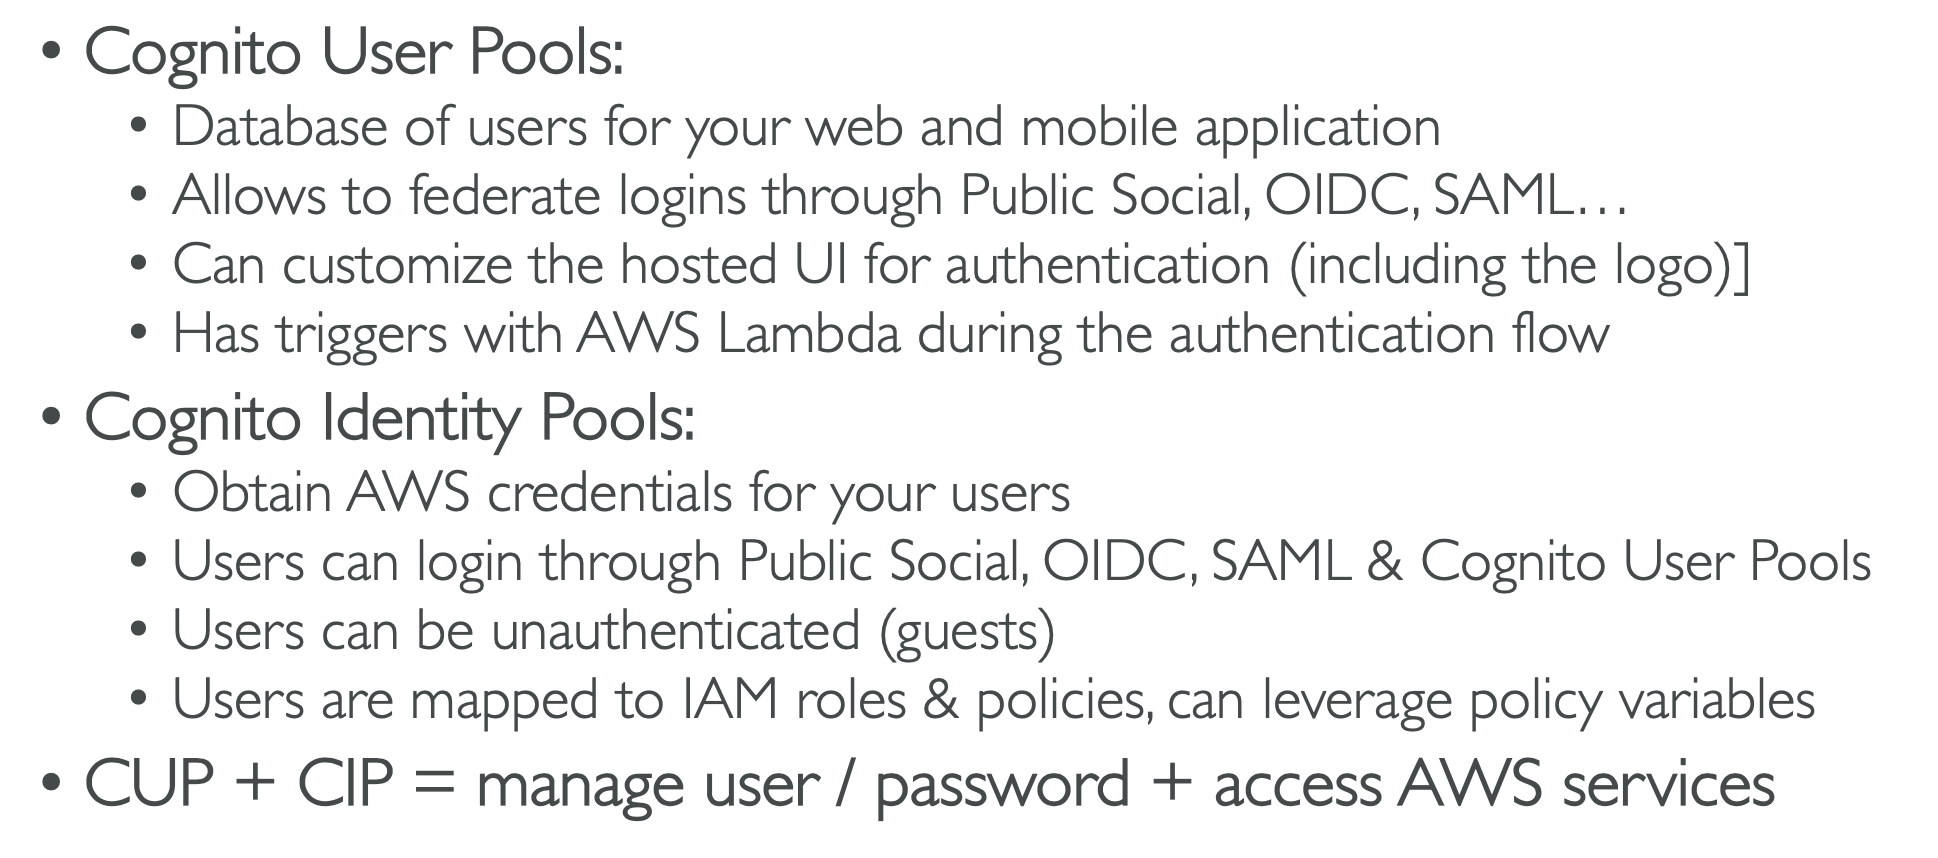 • Cognito User Pools:
• Database of users for your web and mobile application
• Allows to federate logins through Public Social, OIDC, SAML…
• Can customize the hosted UI for authentication (including the logo)]
• Has triggers with AWS Lambda during the authentication flow
• Cognito Identity Pools:
• Obtain AWS credentials for your users
• Users can login through Public Social, OIDC, SAML & Cognito User Pools
• Users can be unauthenticated (guests)
• Users are mapped to IAM roles & policies, can leverage policy variables
• CUP + CIP = manage user / password + access AWS services